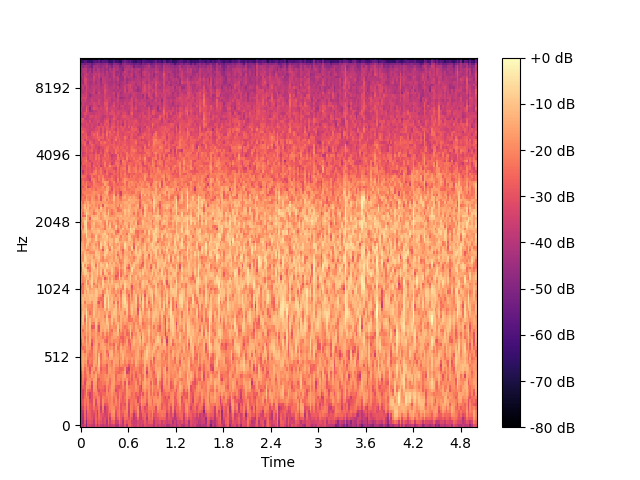 8192
4096
2048
1024
512
0
Hz
0 0.6 1.2 1.8 2.4 3 3.6 4.2 4.8
Time
+0 dB
-10 dB
-20 dB
-30 dB
-40 dB
-50 dB
-60 dB
-70 dB
-80 dB